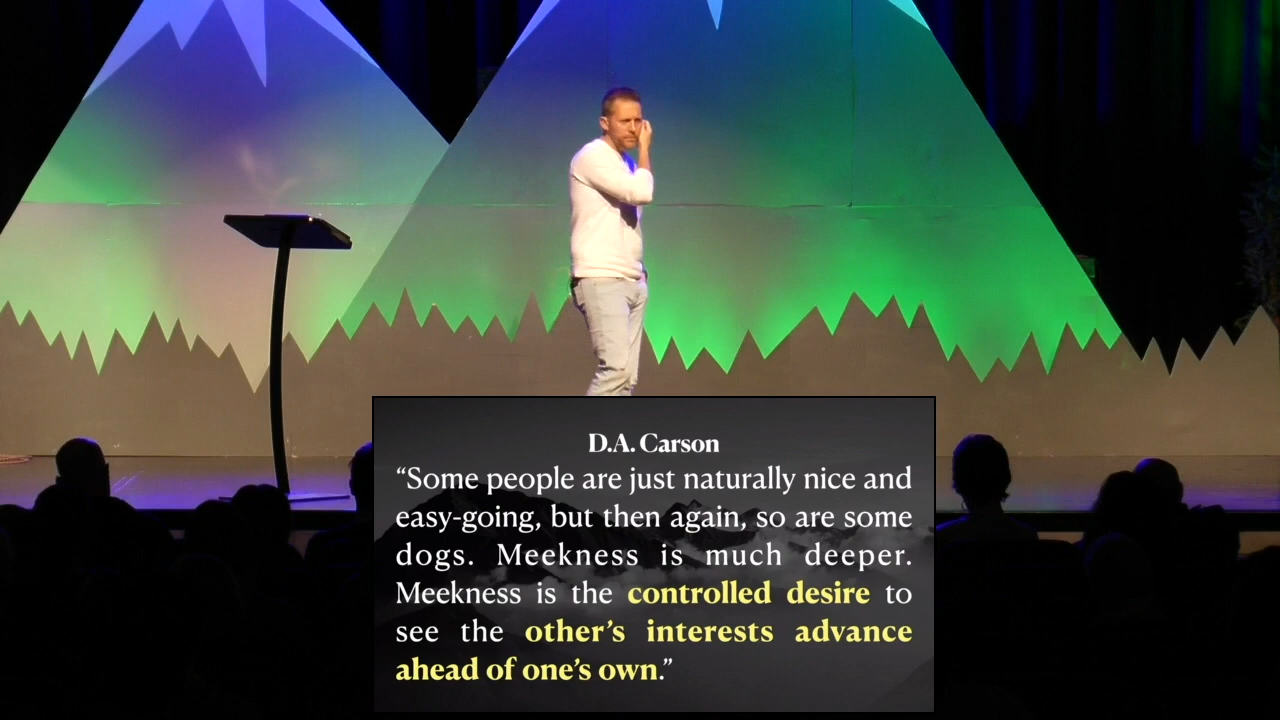 D.A. Carson
“Some people are just naturally nice and
easy-going, but then again, so are some
dogs. Meekness is much deeper.
Meekness is the controlled desire to
see the other’s interests advance
ahead of one’s own.”